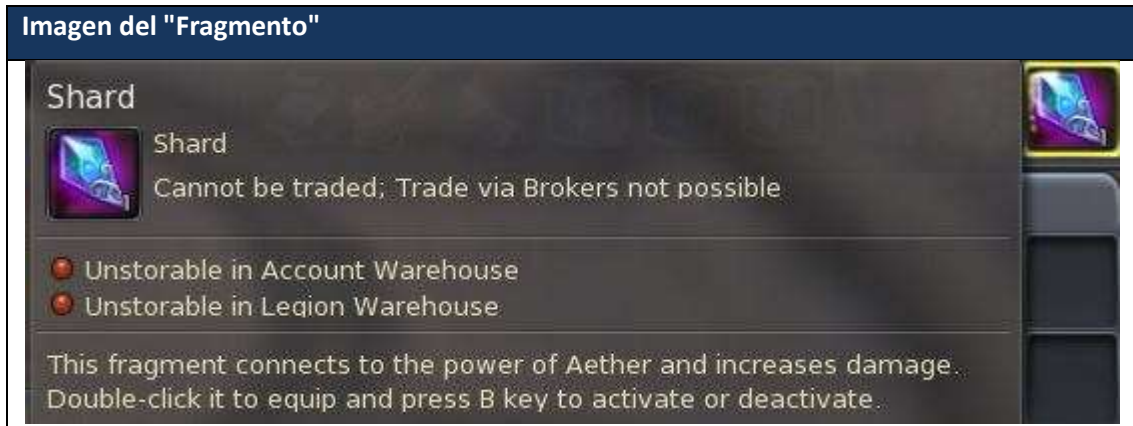 Imagen del "Fragmento"
Shard
Shard
Cannot be traded; Trade via Brokers not possible
Unstorable in Account Warehouse
Unstorable in Legion Warehouse
This fragment connects to the power of Aether and increases damage.
Double-click it to equip and press B key to activate or deactivate.